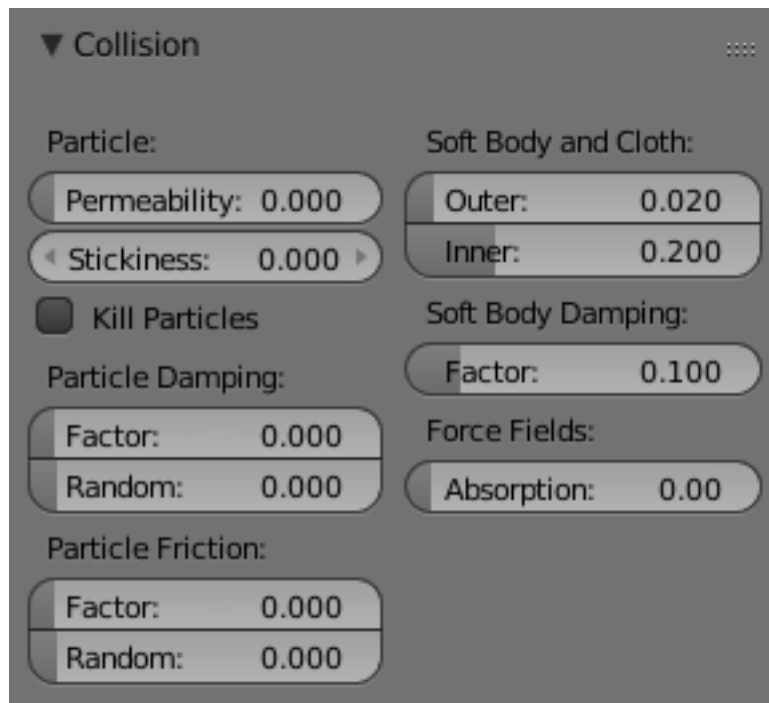 Collision
Particle:
Permeability: 0.000
Stickiness: 0.000
Kill Particles
Particle Damping:
Factor: 0.000
Random: 0.000
Particle Friction:
Factor: 0.000
Random: 0.000
Soft Body and Cloth:
Outer: 0.020
Inner: 0.200
Soft Body Damping:
Factor: 0.100
Force Fields:
Absorption: 0.00